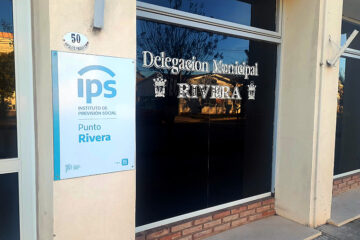 50
ips
INSTITUTO DE
PREVISIÓN SOCIAL
Punto
Rivera
Delegación Municipal
RIVERA